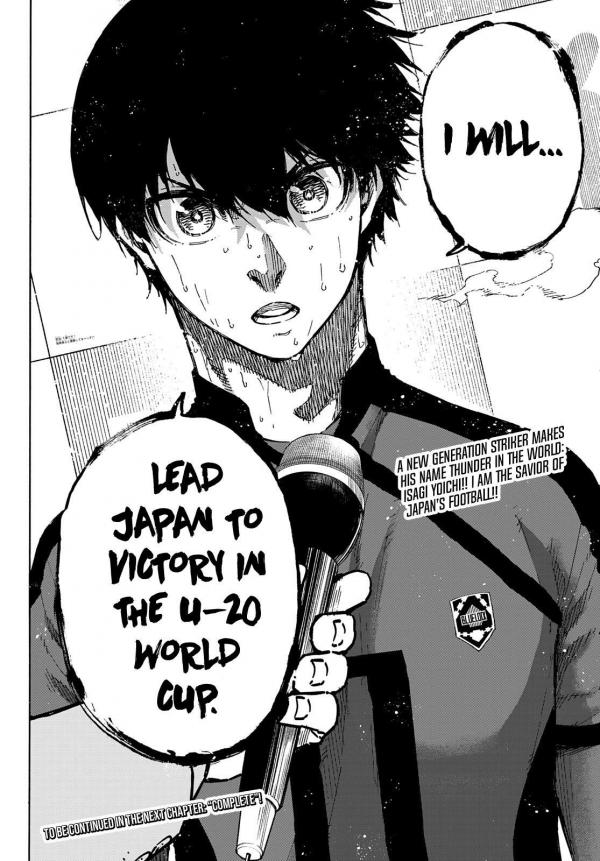 I WILL...
LEAD
JAPAN TO
VICTORY IN
THE U-20
WORLD
CUP.
A NEW GENERATION STRIKER MAKES
HIS NAME THUNDER IN THE WORLD:
ISAGI YOICHI!! I AM THE SAVIOR OF
JAPAN'S FOOTBALL!!
BLUELOCK
TO BE CONTINUED IN THE NEXT CHAPTER: "COMPLETE"!